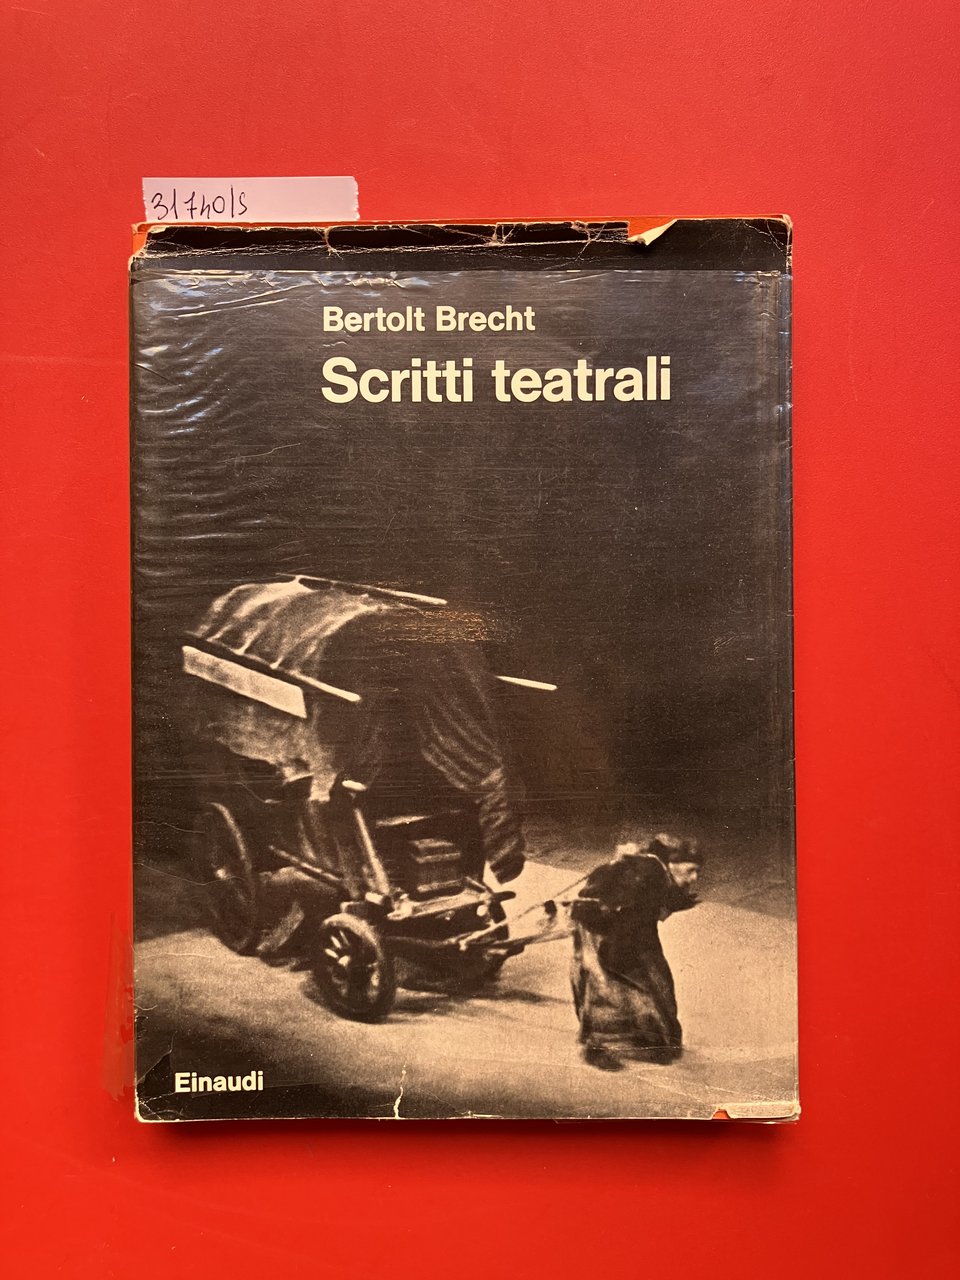 31740/S
Bertolt Brecht
Scritti teatrali
Einaudi